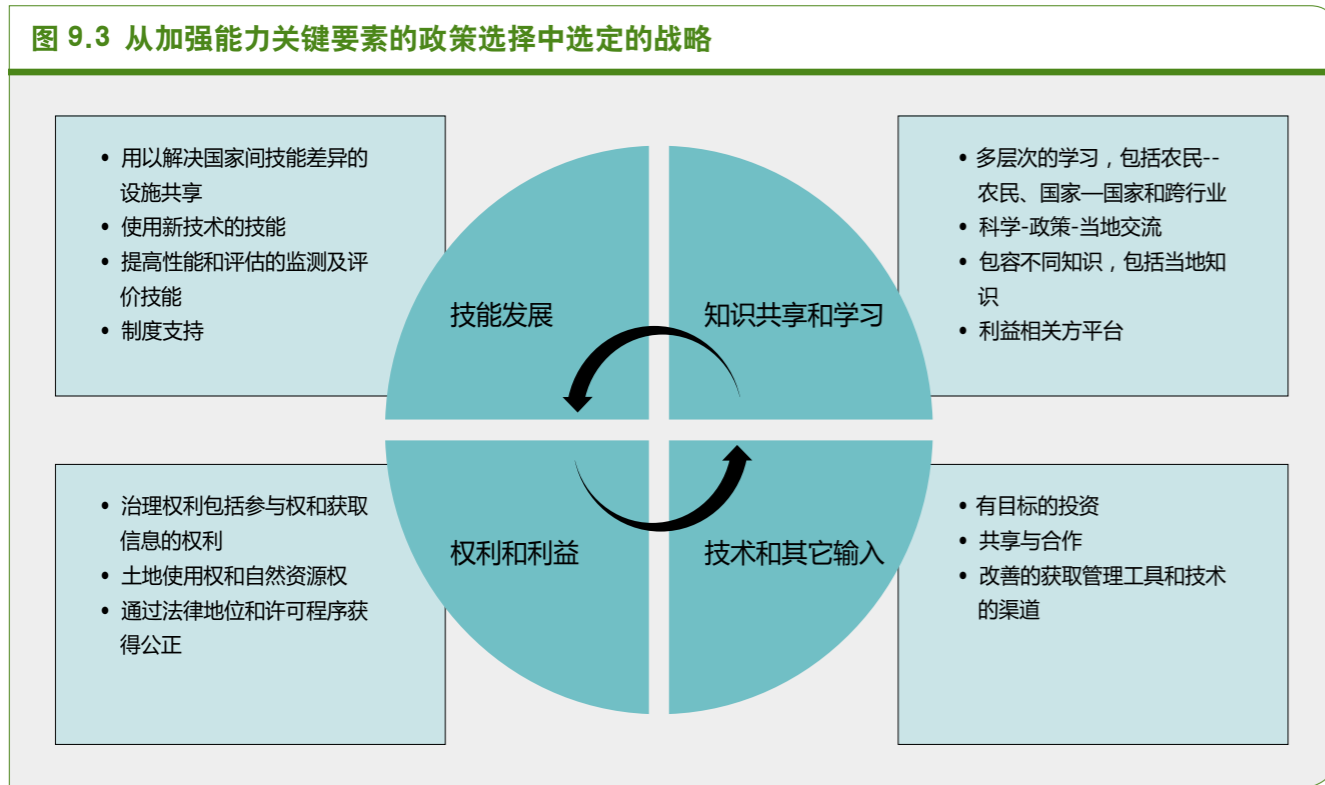 图 9.3 从加强能力关键要素的政策选择中选定的战略
• 用以解决国家间技能差异的
设施共享
• 使用新技术的技能
• 提高性能和评估的监测及评
价技能
• 制度支持
• 多层次的学习，包括农民--
农民、国家—国家和跨行业
• 科学-政策-当地交流
• 包容不同知识，包括当地知
识
• 利益相关方平台
技能发展
知识共享和学习
权利和利益
技术和其它输入
• 治理权利包括参与权和获取
信息的权利
• 土地使用权和自然资源权
• 通过法律地位和许可程序获
得公正
• 有目标的投资
• 共享与合作
• 改善的获取管理工具和技术
的渠道